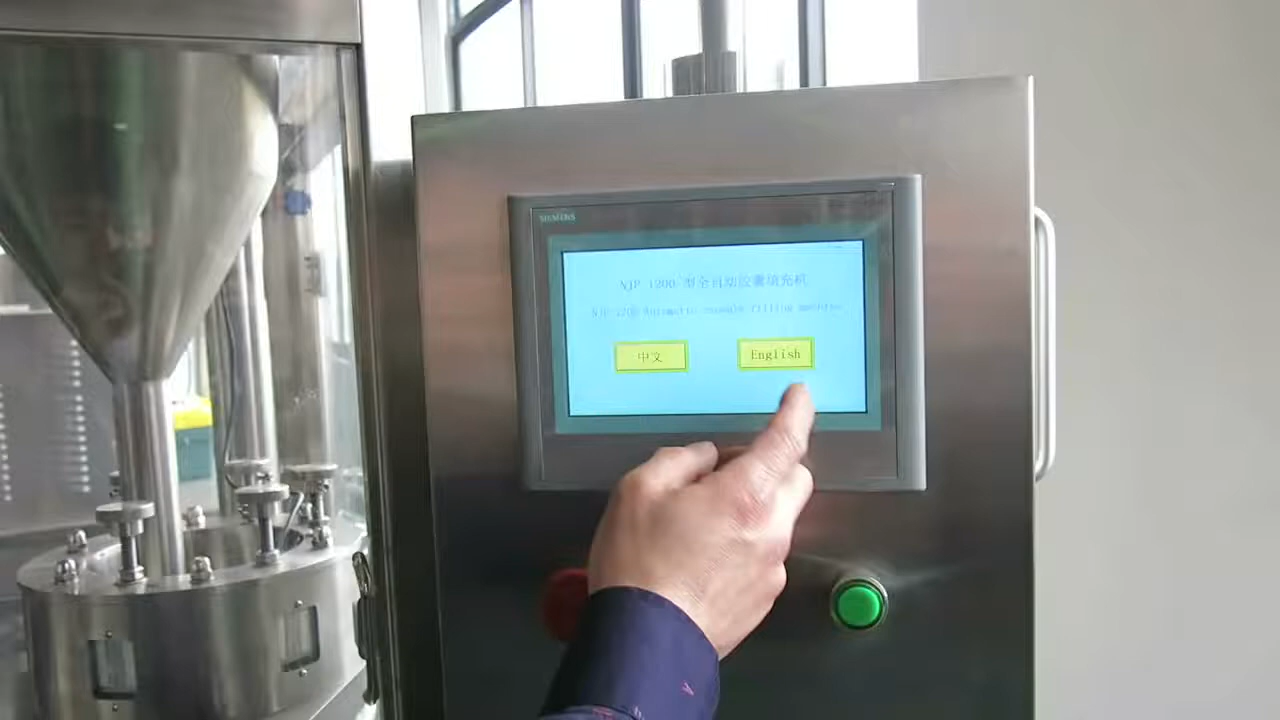 SIEMENS
NJP 1200 型全自动胶囊填充机
NJP 1200 Automatic capsule filling machine
中文
English